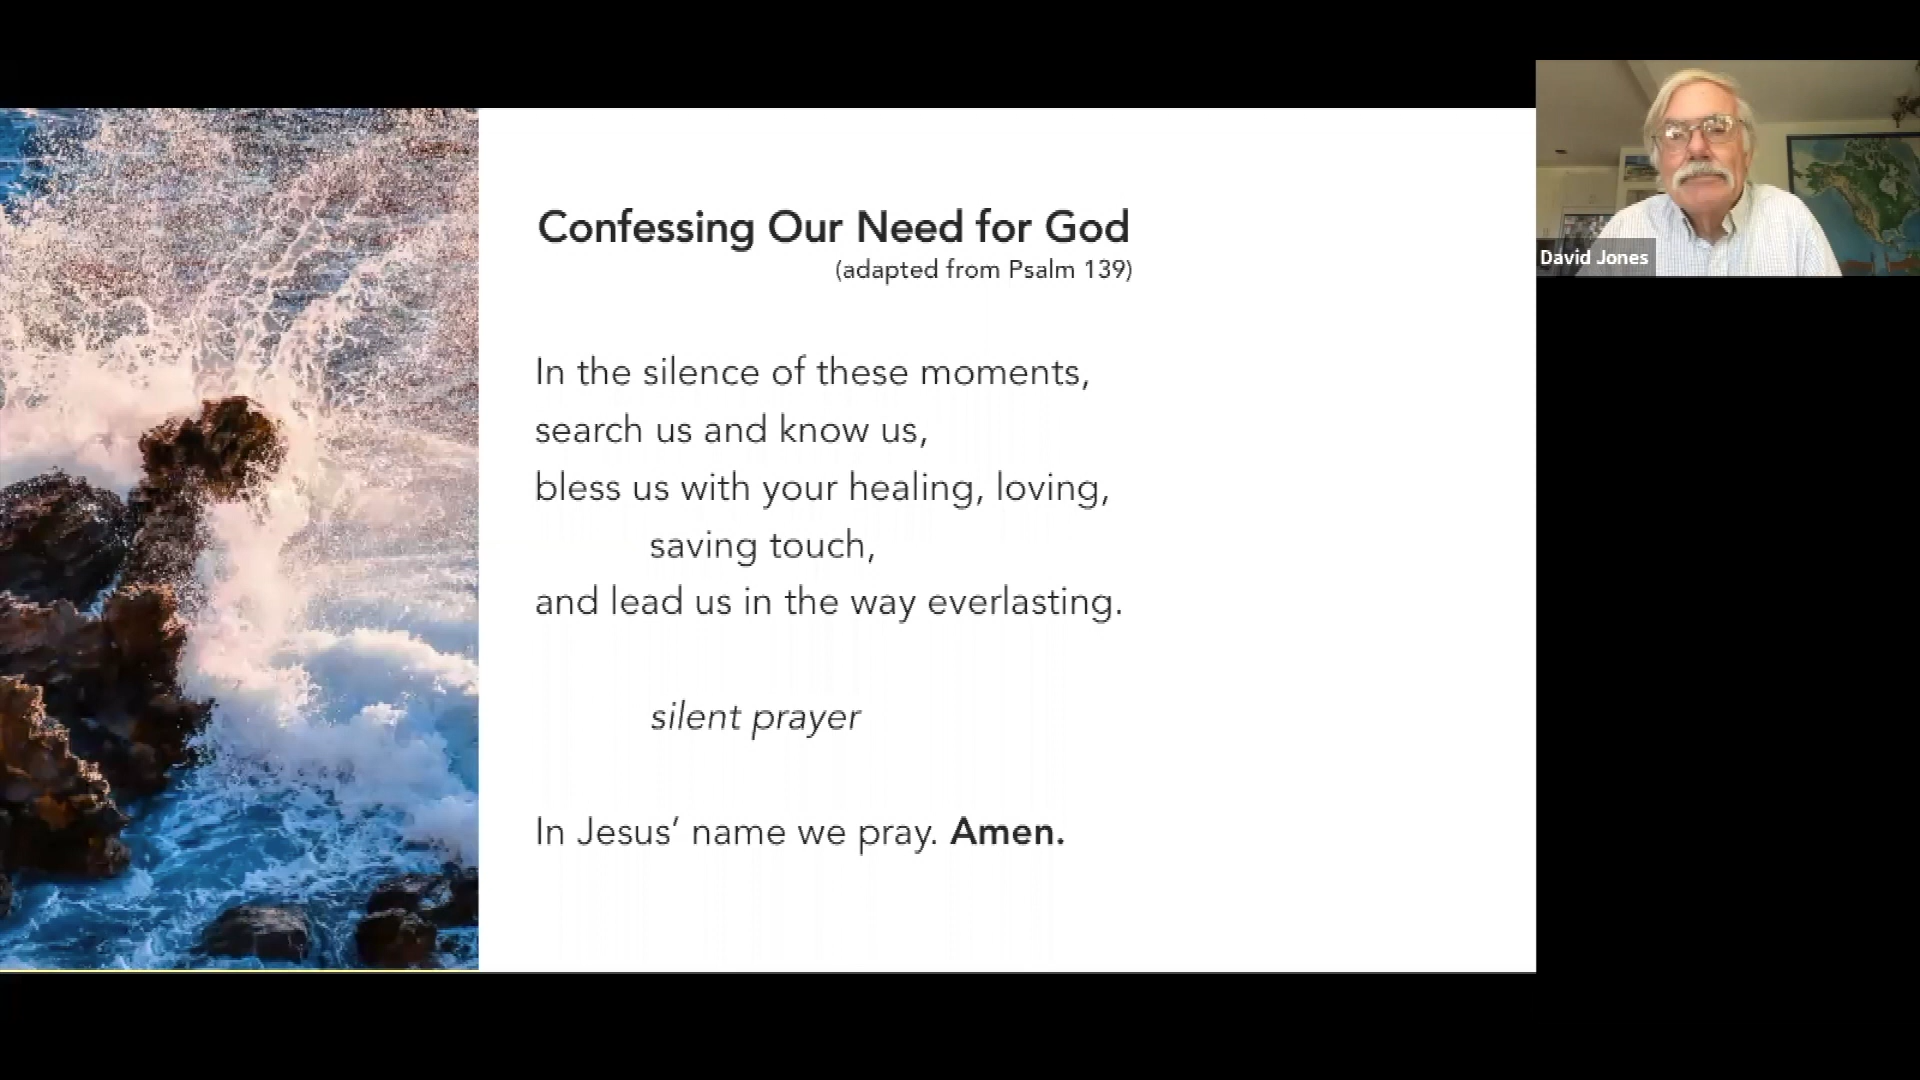 Confessing Our Need for God
(adapted from Psalm 139)
In the silence of these moments,
search us and know us,
bless us with your healing, loving,
saving touch,
and lead us in the way everlasting.
silent prayer
In Jesus’ name we pray. Amen.
David Jones